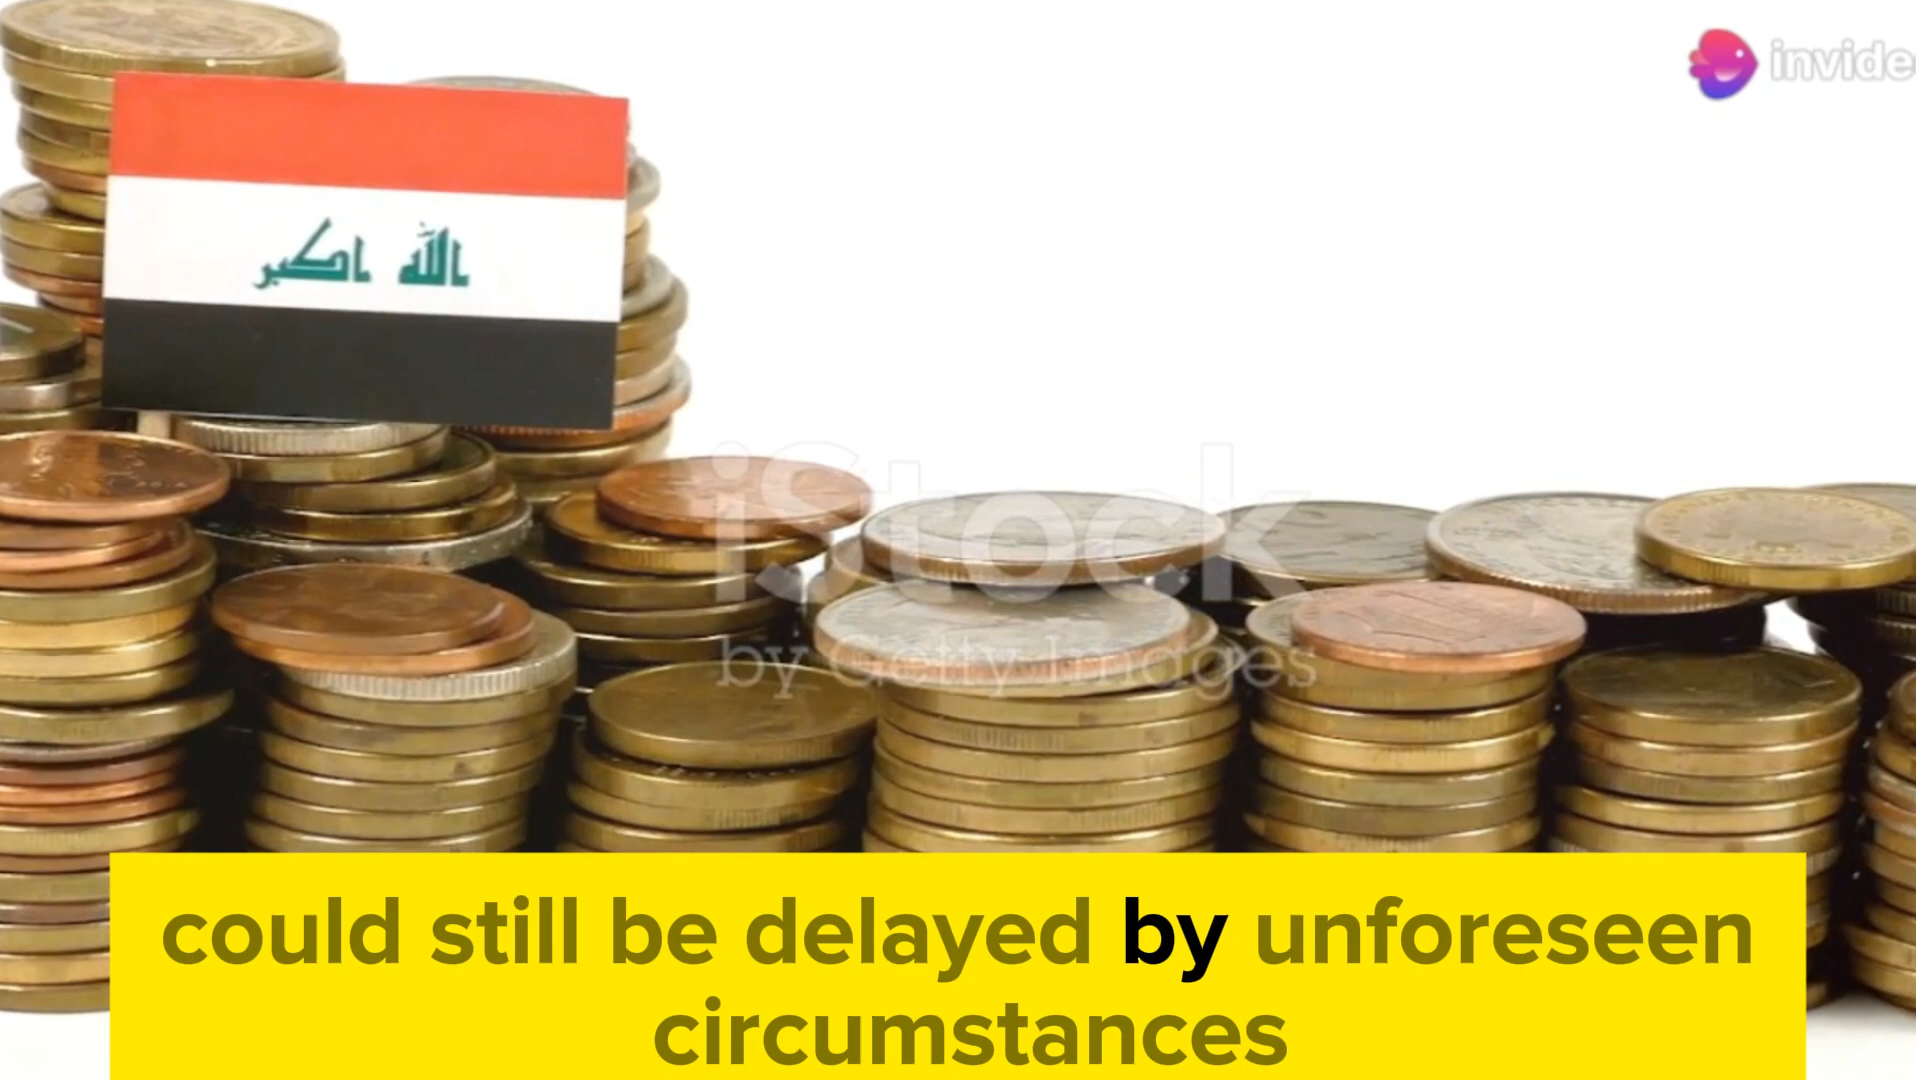 invide
الله اكبر
iStock
by Getty Images
could still be delayed by unforeseen
circumstances